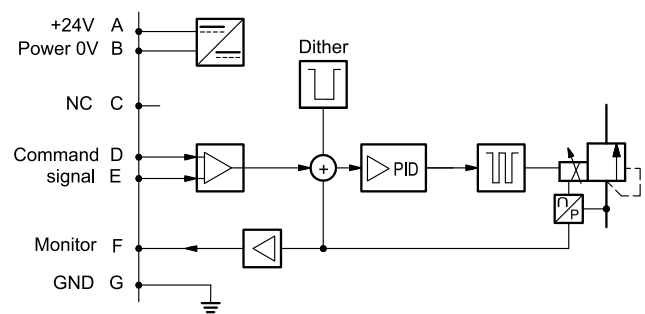 +24V A
Power 0V B
Dither
NC C
Command D
signal E
PID
P
Monitor F
GND G